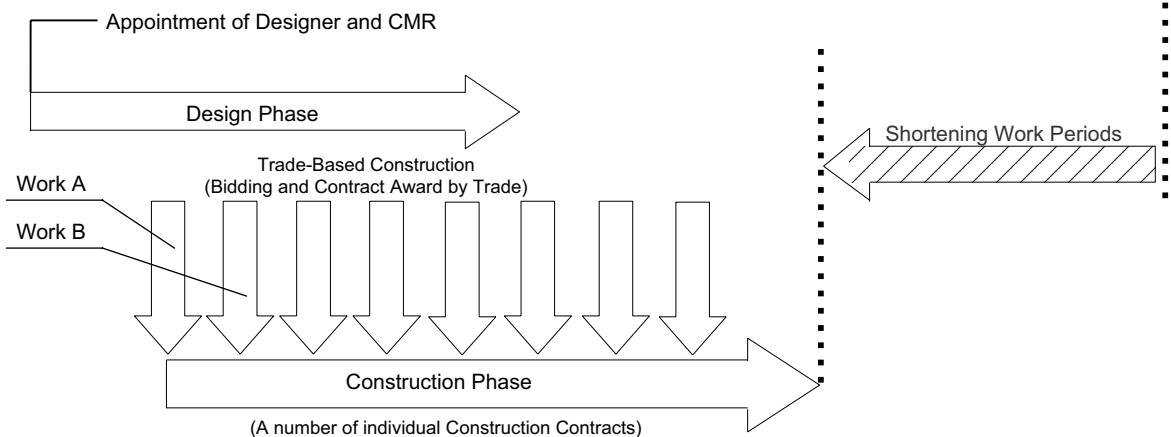 Appointment of Designer and CMR
Design Phase
Shortening Work Periods
Trade-Based Construction
(Bidding and Contract Award by Trade)
Work A
Work B
Construction Phase
(A number of individual Construction Contracts)